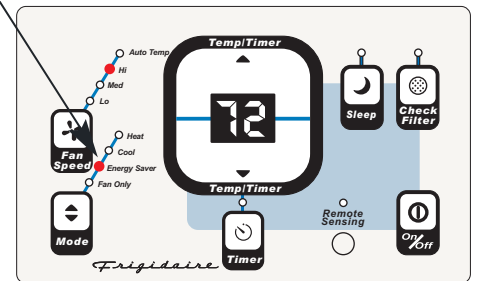 Temp/Timer
Auto Temp
Hi
Med
Lo
72
Sleep
Check
Filter
Fan
Speed
Heat
Cool
Energy Saver
Fan Only
Temp/Timer
Mode
Timer
Remote
Sensing
On/Off
Frigidaire